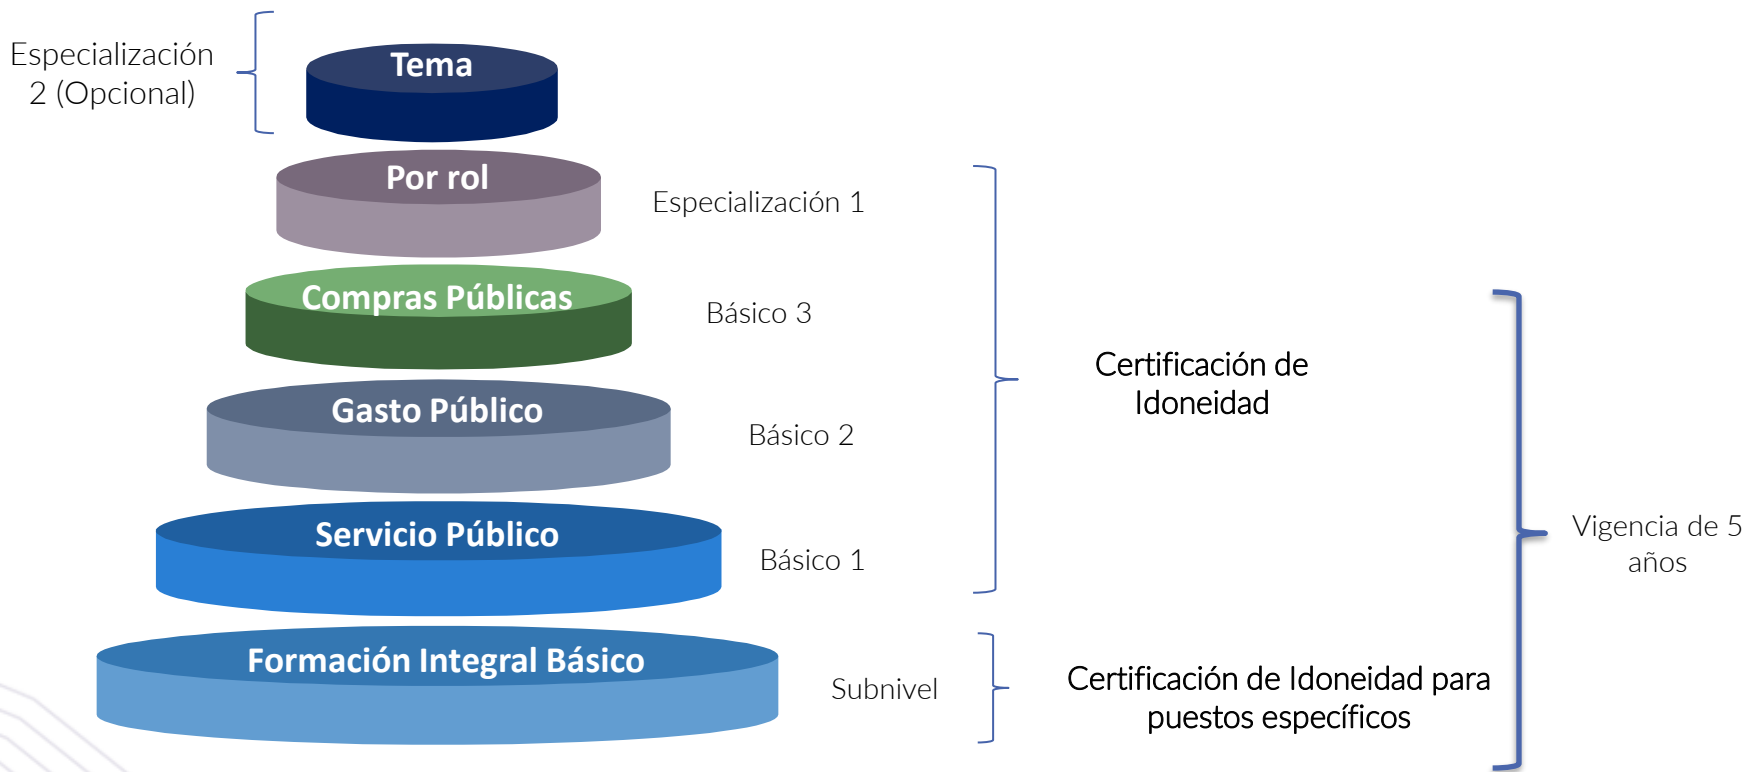 Especialización
2 (Opcional)
Tema
Por rol
Especialización 1
Compras Públicas
Básico 3
Certificación de
Idoneidad
Gasto Público
Básico 2
Servicio Público
Básico 1
Vigencia de 5
años
Formación Integral Básico
Subnivel
Certificación de Idoneidad para
puestos específicos